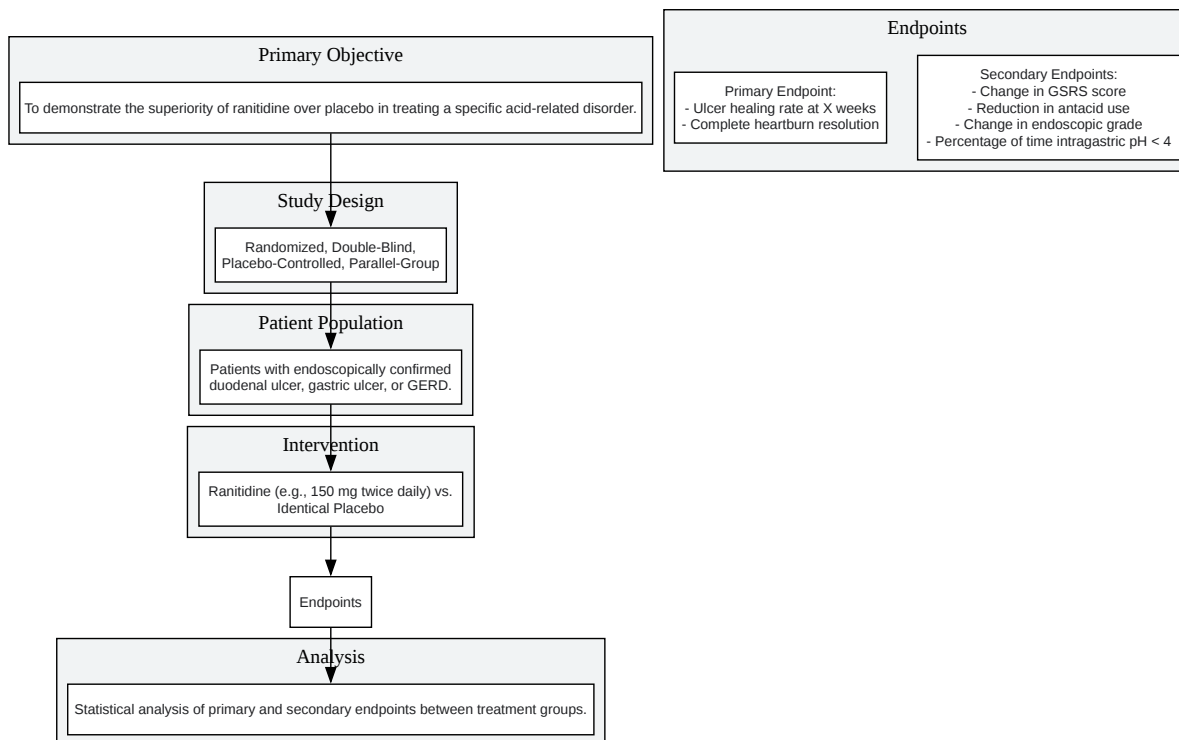 Primary Objective
To demonstrate the superiority of ranitidine over placebo in treating a specific acid-related disorder.
Endpoints
Primary Endpoint:
- Ulcer healing rate at X weeks
- Complete heartburn resolution
Secondary Endpoints:
- Change in GSRS score
- Reduction in antacid use
- Change in endoscopic grade
- Percentage of time intragastric pH < 4
Study Design
Randomized, Double-Blind,
Placebo-Controlled, Parallel-Group
Patient Population
Patients with endoscopically confirmed
duodenal ulcer, gastric ulcer, or GERD.
Intervention
Ranitidine (e.g., 150 mg twice daily) vs.
Identical Placebo
Endpoints
Analysis
Statistical analysis of primary and secondary endpoints between treatment groups.